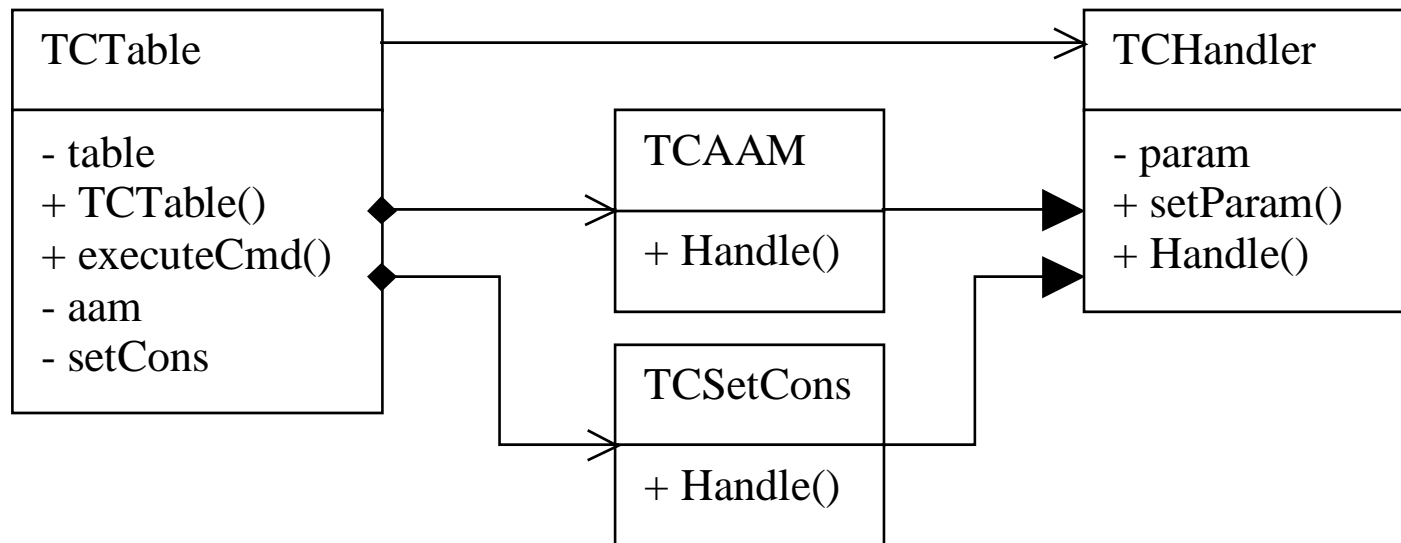 TCTable
- table
+ TCTable()
+ executeCmd()
- aam
- setCons
TCAAM
+ Handle()
TCSetCons
+ Handle()
TCHandler
- param
+ setParam()
+ Handle()